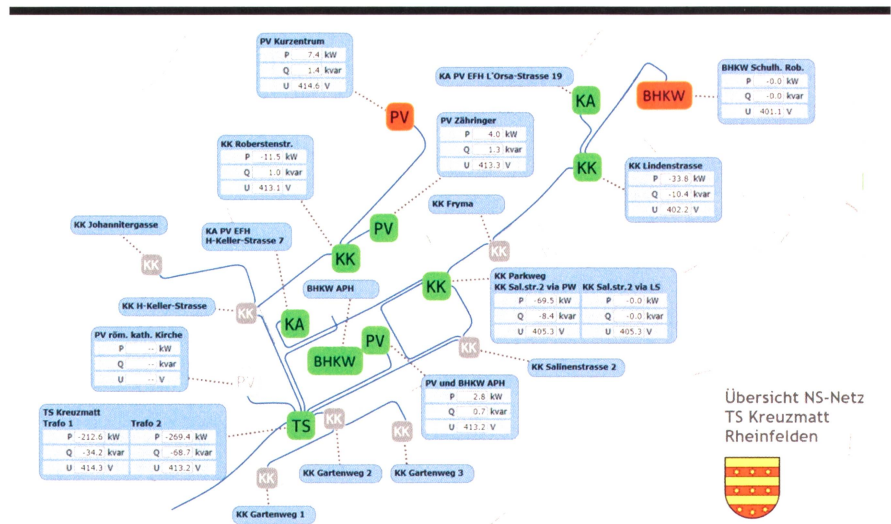 PV Kurzentrum
P 7.4 kW
Q 1.4 kvar
U 414.6 V
PV
KA PV EFH L'Orsa-Strasse 19
KA
BHKW
BHKW Schulh. Rob.
P -0.0 kW
Q -0.0 kvar
U 401.1 V
PV Zähringer
P 4.0 kW
Q 1.3 kvar
U 413.3 V
KK Roberstenstr.
P -11.5 kW
Q 1.0 kvar
U 413.1 V
KK
KK Lindenstrasse
P -33.8 kW
Q -10.4 kvar
U 402.2 V
KK Johannitergasse
KK
KA PV EFH
H-Keller-Strasse 7
PV
KK
KK Fryma
KK
KK Parkweg
KK Sal.str.2 via PW KK Sal.str.2 via LS
P -69.5 kW P -0.0 kW
Q -8.4 kvar Q -0.0 kvar
U 405.3 V U 405.3 V
KK
BHKW APH
KK H-Keller-Strasse
KK
KA
PV röm. kath. Kirche
P -- kW
Q -- kvar
U -- V
PV
BHKW
PV
KK
KK Salinenstrasse 2
PV und BHKW APH
P 2.8 kW
Q 0.7 kvar
U 413.2 V
TS Kreuzmatt
Trafo 1 Trafo 2
P -212.6 kW P -269.4 kW
Q -34.2 kvar Q -68.7 kvar
U 414.3 V U 413.2 V
TS
KK
KK
KK
KK Gartenweg 2
KK Gartenweg 3
KK Gartenweg 1
Übersicht NS-Netz
TS Kreuzmatt
Rheinfelden